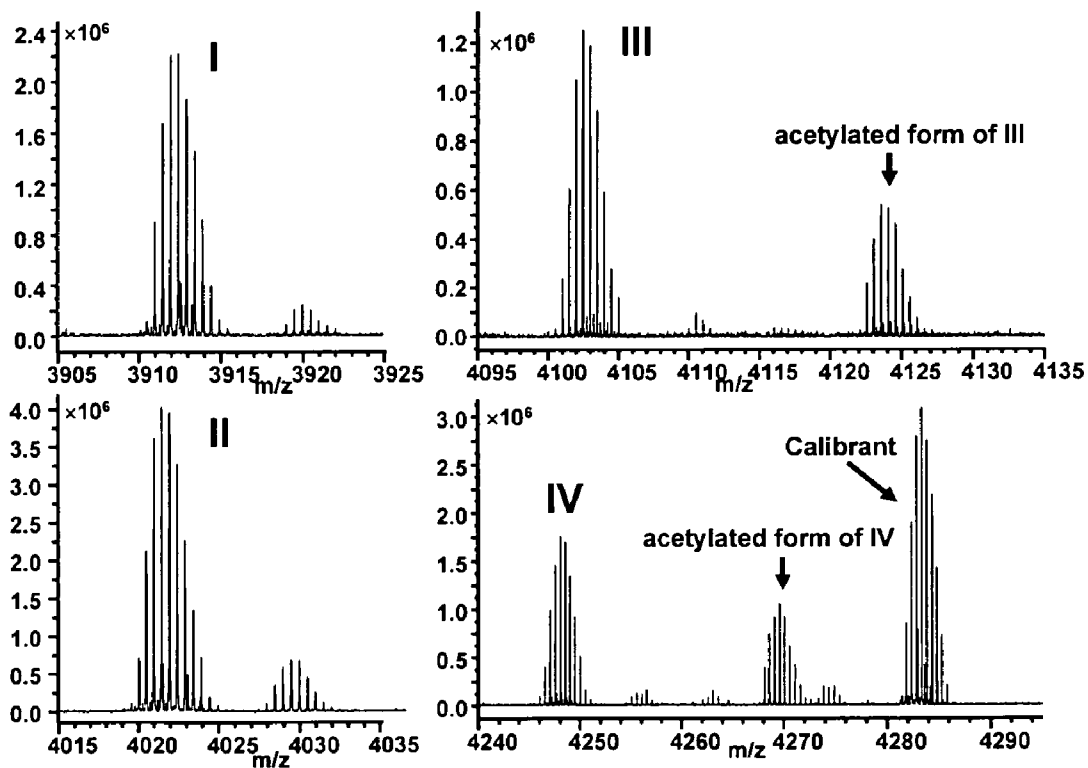 ×10⁶
I
2.4
2.0
1.6
1.2
0.8
0.4
0.0
3905 3912 3915 3920 3925
m/z
×10⁶
III
1.2
1.0
0.8
0.6
0.4
0.2
0.0
acetylated form of III
4095 4100 4105 4110 4115 4120 4125 4130 4135
m/z
×10⁶
II
4.0
3.5
3.0
2.5
2.0
1.5
1.0
0.5
0.0
4015 4020 4025 4030 4035
m/z
×10⁶
3.0
2.5
2.0
1.5
1.0
0.5
0.0
Calibrant
IV
acetylated form of IV
4240 4250 4260 4270 4280 4290
m/z